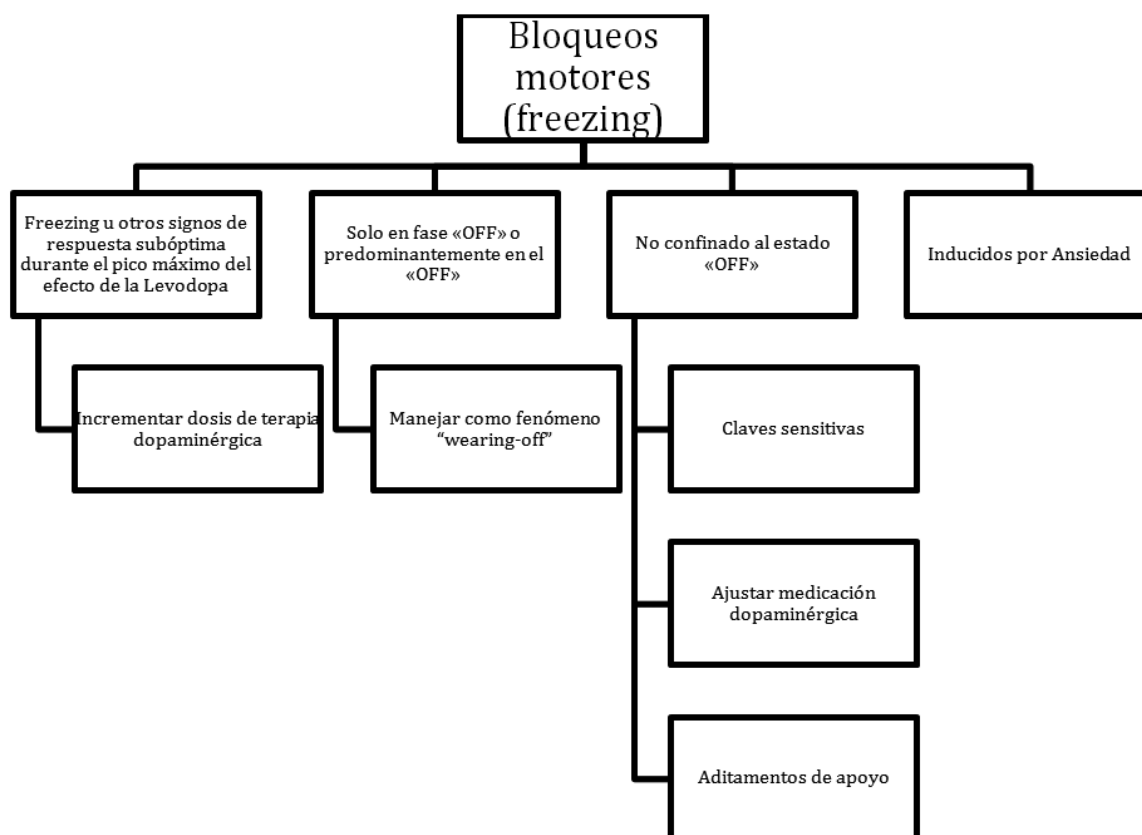 Bloqueos
motores
(freezing)
Freezing u otros signos de
respuesta subóptima
durante el pico máximo del
efecto de la Levodopa
Solo en fase «OFF» o
predominantemente en el
«OFF»
No confinado al estado
«OFF»
Inducidos por Ansiedad
Incrementar dosis de terapia
dopaminérgica
Manejar como fenómeno
“wearing-off”
Claves sensitivas
Ajustar medicación
dopaminérgica
Aditamentos de apoyo